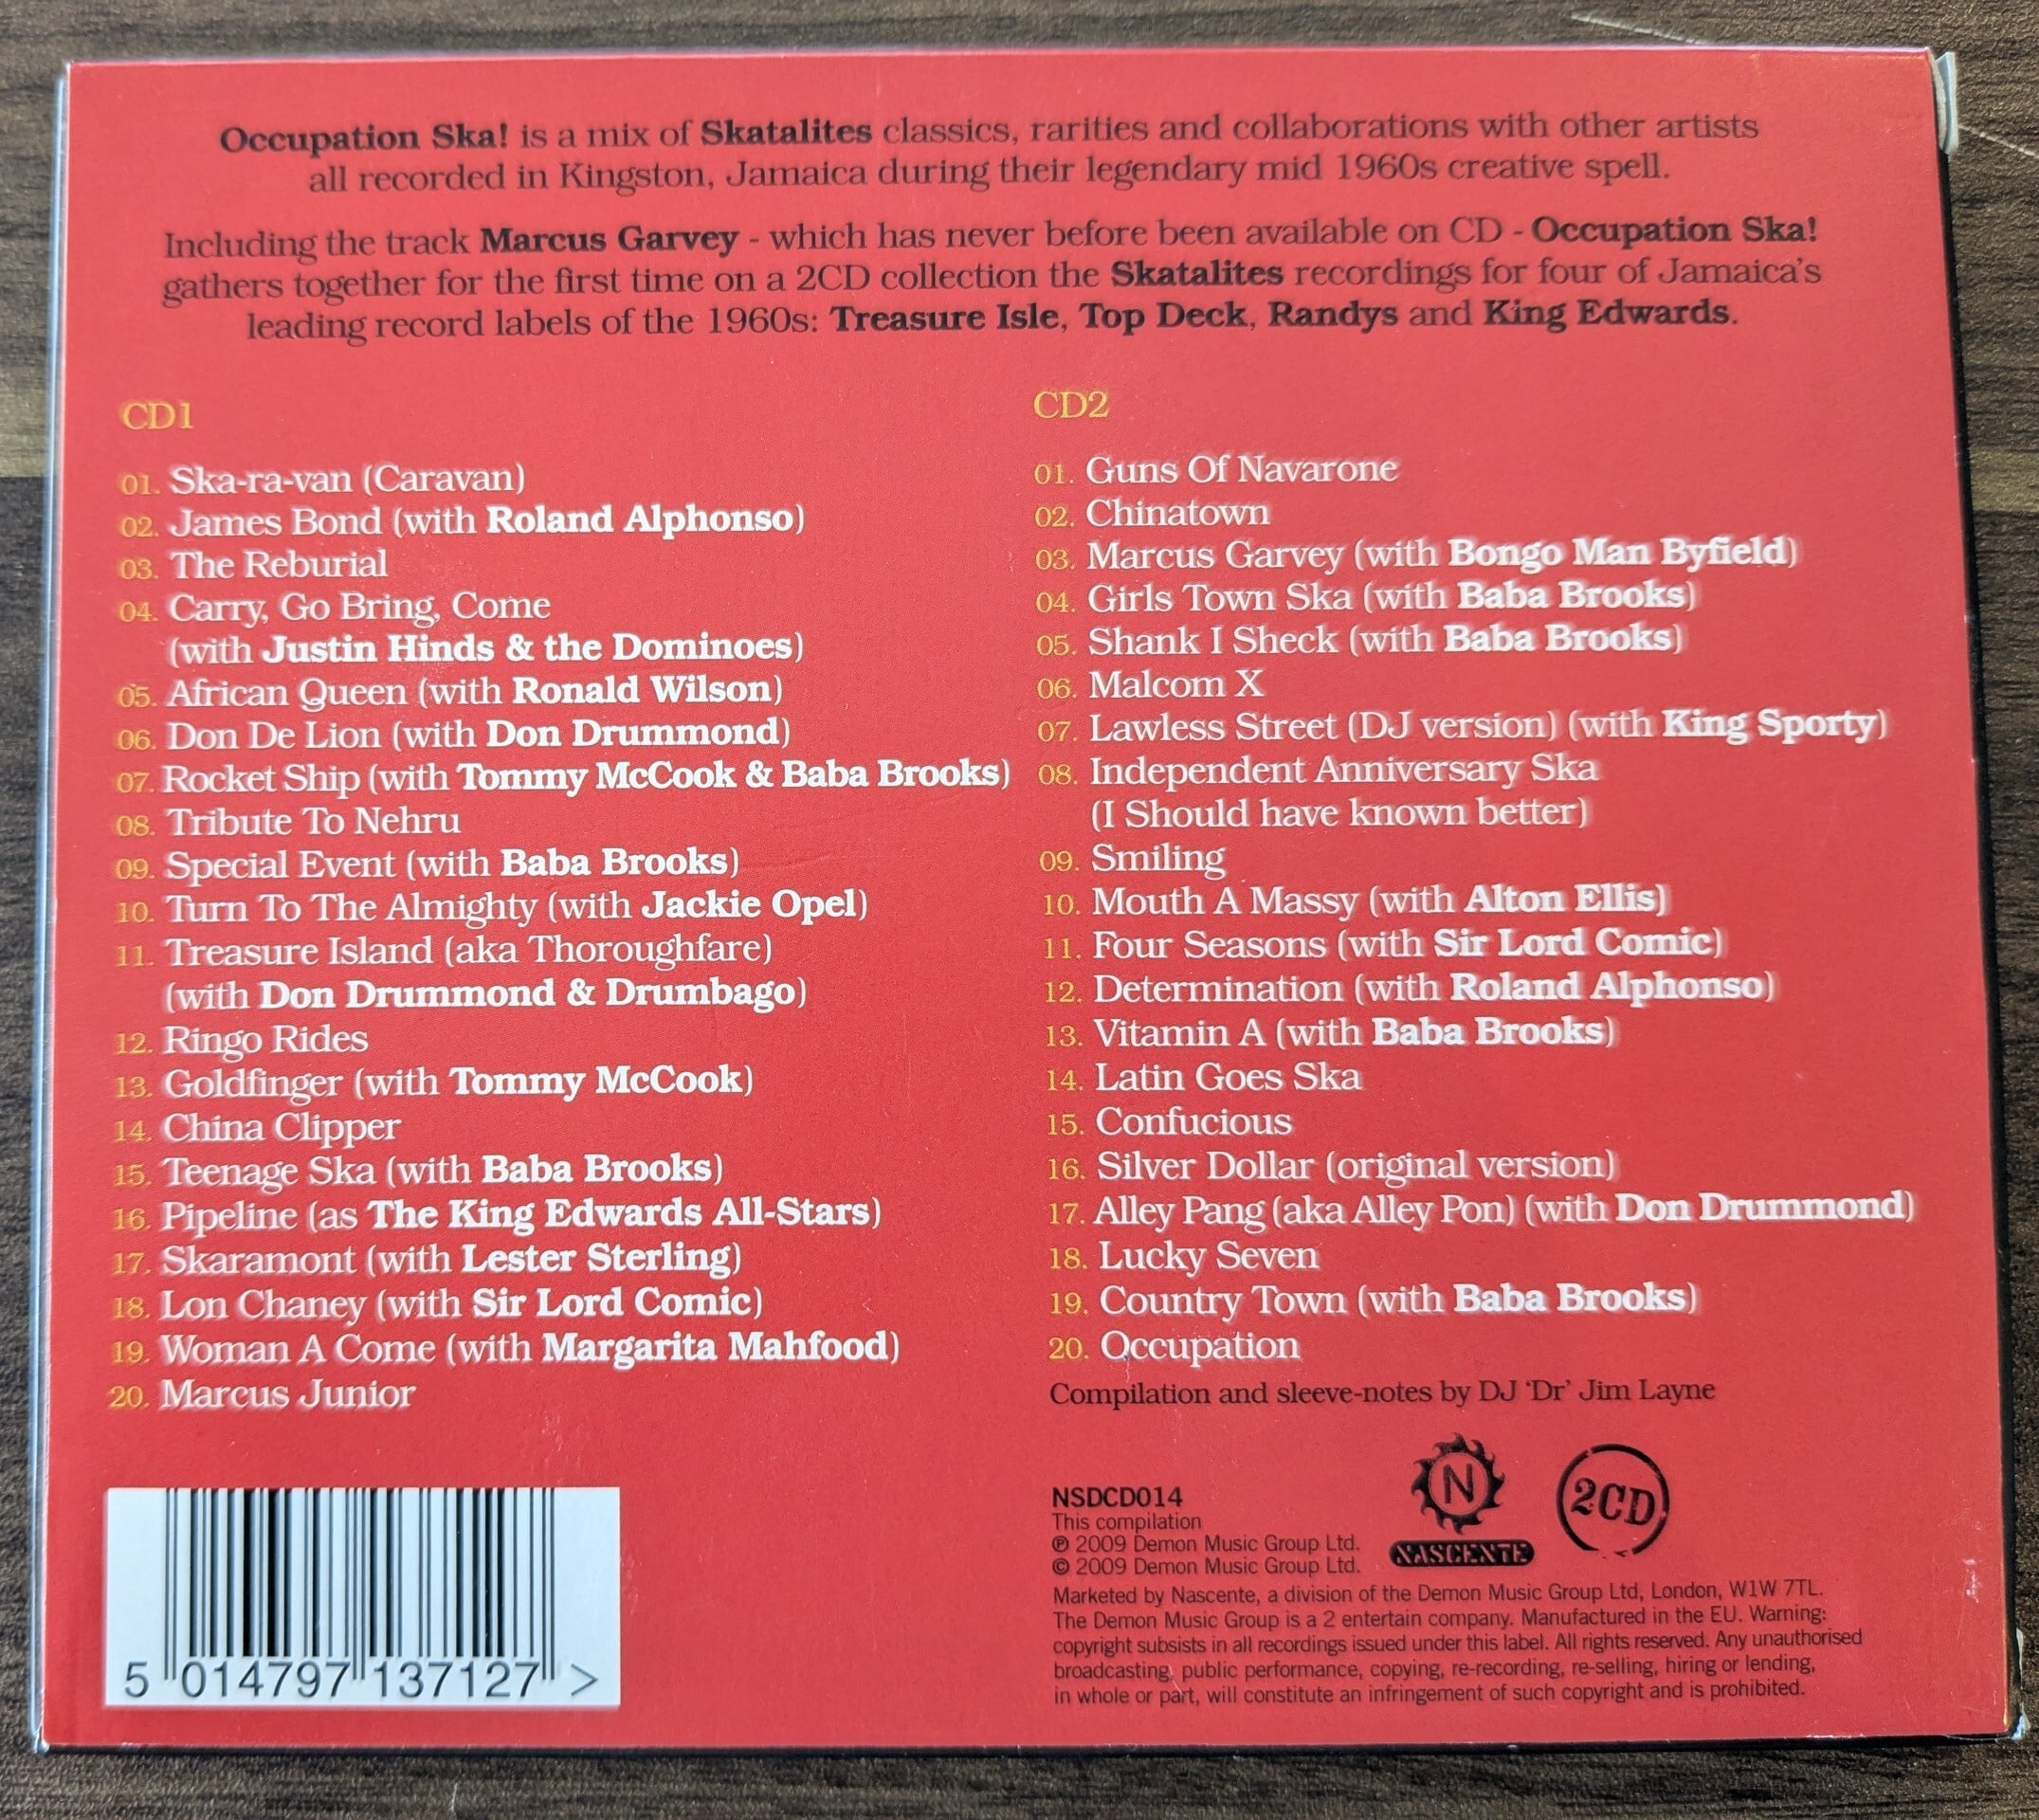 Occupation Ska! is a mix of Skatalites classics, rarities and collaborations with other artists
all recorded in Kingston, Jamaica during their legendary mid 1960s creative spell.
Including the track Marcus Garvey - which has never before been available on CD - Occupation Ska!
gathers together for the first time on a 2CD collection the Skatalites recordings for four of Jamaica's
leading record labels of the 1960s: Treasure Isle, Top Deck, Randys and King Edwards.
CD1
01. Ska-ra-van (Caravan)
02. James Bond (with Roland Alphonso)
03. The Reburial
04. Carry, Go Bring, Come
(with Justin Hinds & the Dominoes)
05. African Queen (with Ronald Wilson)
06. Don De Lion (with Don Drummond)
07. Rocket Ship (with Tommy McCook & Baba Brooks)
08. Tribute To Nehru
09. Special Event (with Baba Brooks)
10. Turn To The Almighty (with Jackie Opel)
11. Treasure Island (aka Thoroughfare)
(with Don Drummond & Drumbago)
12. Ringo Rides
13. Goldfinger (with Tommy McCook)
14. China Clipper
15. Teenage Ska (with Baba Brooks)
16. Pipeline (as The King Edwards All-Stars)
17. Skaramont (with Lester Sterling)
18. Lon Chaney (with Sir Lord Comic)
19. Woman A Come (with Margarita Mahfood)
20. Marcus Junior
CD2
01. Guns Of Navarone
02. Chinatown
03. Marcus Garvey (with Bongo Man Byfield)
04. Girls Town Ska (with Baba Brooks)
05. Shank I Sheck (with Baba Brooks)
06. Malcom X
07. Lawless Street (DJ version) (with King Sporty)
08. Independent Anniversary Ska
(I Should have known better)
09. Smiling
10. Mouth A Massy (with Alton Ellis)
11. Four Seasons (with Sir Lord Comic)
12. Determination (with Roland Alphonso)
13. Vitamin A (with Baba Brooks)
14. Latin Goes Ska
15. Confucious
16. Silver Dollar (original version)
17. Alley Pang (aka Alley Pon) (with Don Drummond)
18. Lucky Seven
19. Country Town (with Baba Brooks)
20. Occupation
Compilation and sleeve-notes by DJ 'Dr' Jim Layne
5 014797 137127 >
NSDCD014
This compilation
℗ 2009 Demon Music Group Ltd.
© 2009 Demon Music Group Ltd.
N
NASCENTE
2CD
Marketed by Nascente, a division of the Demon Music Group Ltd, London, W1W 7TL.
The Demon Music Group is a 2 entertain company. Manufactured in the EU. Warning:
copyright subsists in all recordings issued under this label. All rights reserved. Any unauthorised
broadcasting, public performance, copying, re-recording, re-selling, hiring or lending,
in whole or part, will constitute an infringement of such copyright and is prohibited.